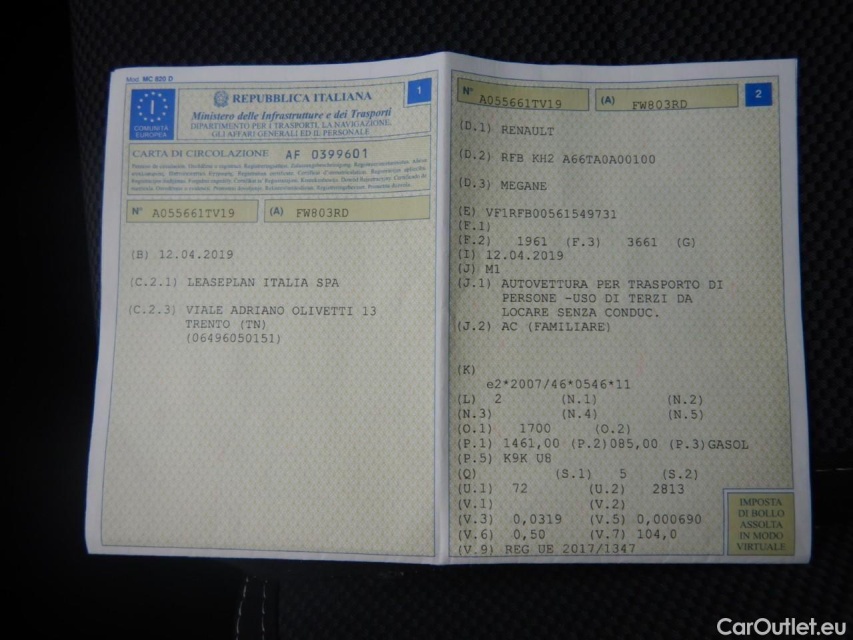 Mod. MC 820 D
1
REPUBBLICA ITALIANA
Ministero delle Infrastrutture e dei Trasporti
DIPARTIMENTO PER I TRASPORTI, LA NAVIGAZIONE,
GLI AFFARI GENERALI ED IL PERSONALE
I
COMUNITÀ
EUROPEA
CARTA DI CIRCOLAZIONE AF 0399601
N° A055661TV19 (A) FW803RD
(B) 12.04.2019
(C.2.1) LEASEPLAN ITALIA SPA
(C.2.3) VIALE ADRIANO OLIVETTI 13
TRENTO (TN)
(06496050151)
N° A055661TV19 (A) FW803RD 2
(D.1) RENAULT
(D.2) RFB KH2 A66TA0A00100
(D.3) MEGANE
(E) VF1RFB00561549731
(F.1)
(F.2) 1961 (F.3) 3661 (G)
(I) 12.04.2019
(J) M1
(J.1) AUTOVETTURA PER TRASPORTO DI
PERSONE -USO DI TERZI DA
LOCARE SENZA CONDUC.
(J.2) AC (FAMILIARE)
(K)
e2*2007/46*0546*11
(L) 2 (N.1) (N.2)
(N.3) (N.4) (N.5)
(O.1) 1700 (O.2)
(P.1) 1461,00 (P.2)085,00 (P.3)GASOL
(P.5) K9K U8
(Q) (S.1) 5 (S.2)
(U.1) 72 (U.2) 2813
(V.1) (V.2)
(V.3) 0,0319 (V.5) 0,000690
(V.6) 0,50 (V.7) 104,0
(V.9) REG UE 2017/1347
IMPOSTA
DI BOLLO
ASSOLTA
IN MODO
VIRTUALE
CarOutlet.eu